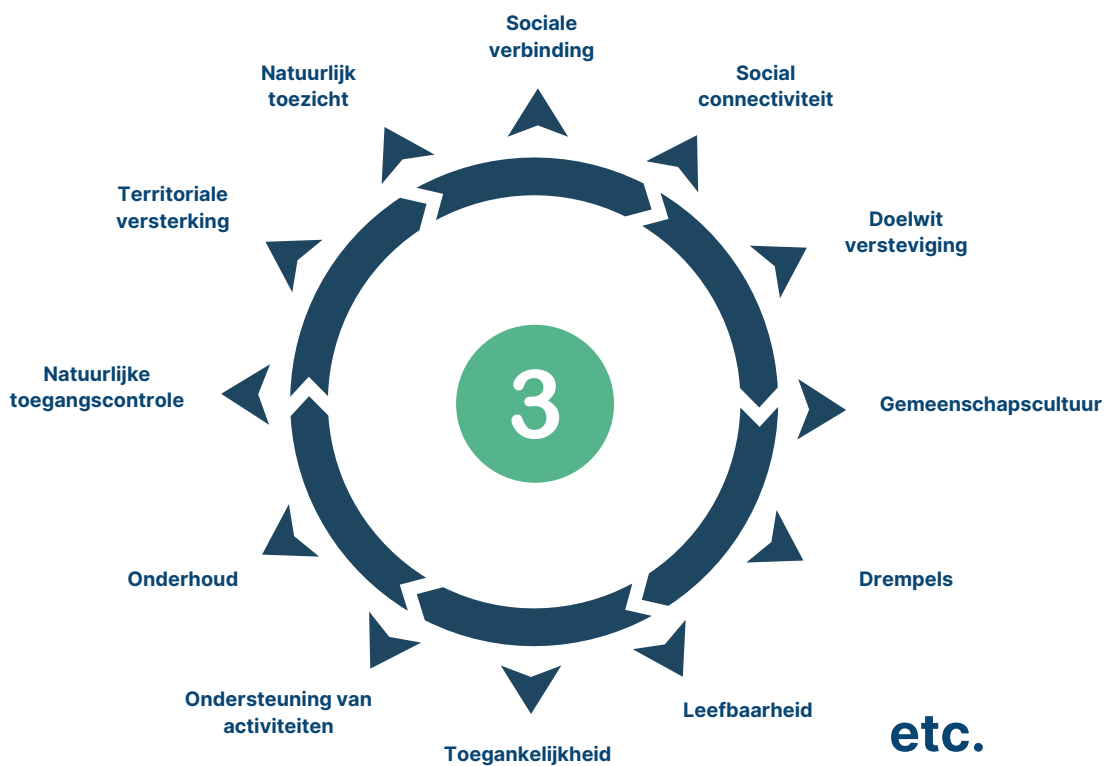 Sociale
verbinding
Social
connectiviteit
Doelwit
versteviging
Gemeenschapscultuur
Drempels
Leefbaarheid
Toegankelijkheid
Ondersteuning van
activiteiten
Onderhoud
Natuurlijke
toegangscontrole
Territoriale
versterking
Natuurlijk
toezicht
3
etc.